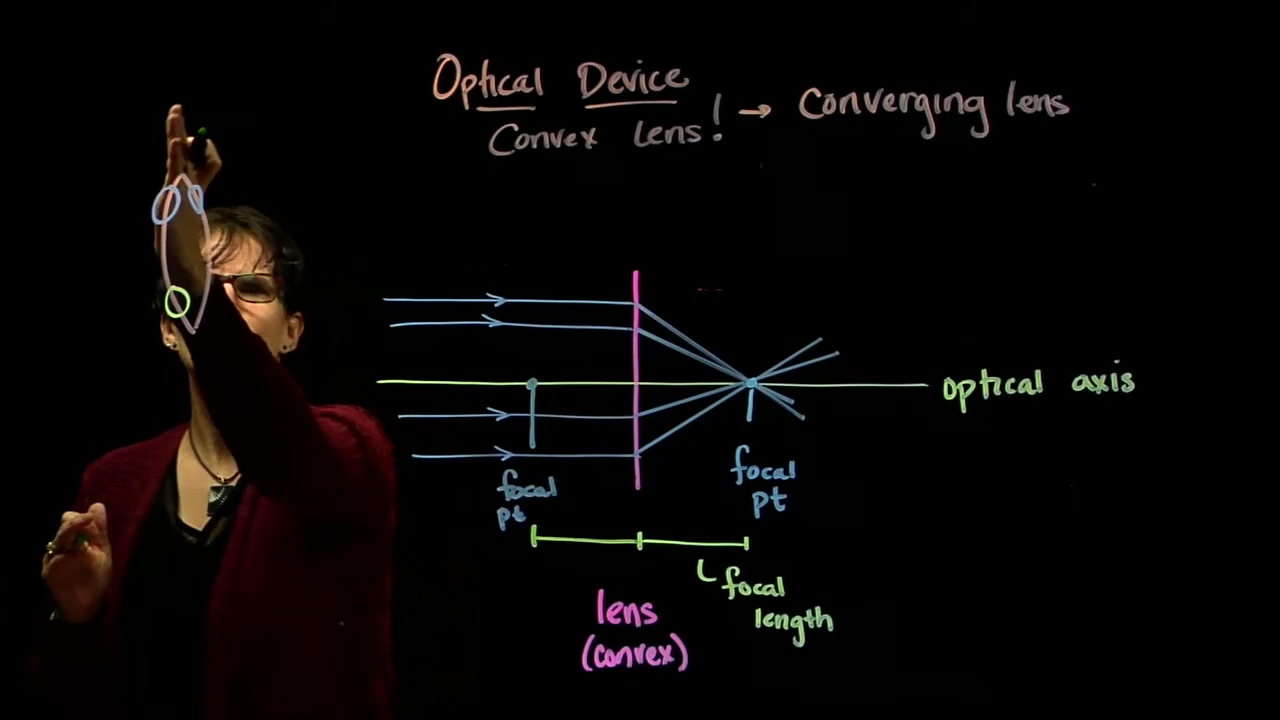 Optical Device
Convex lens! → Converging lens
optical axis
focal
pt
focal
pt
focal
length
lens
(convex)